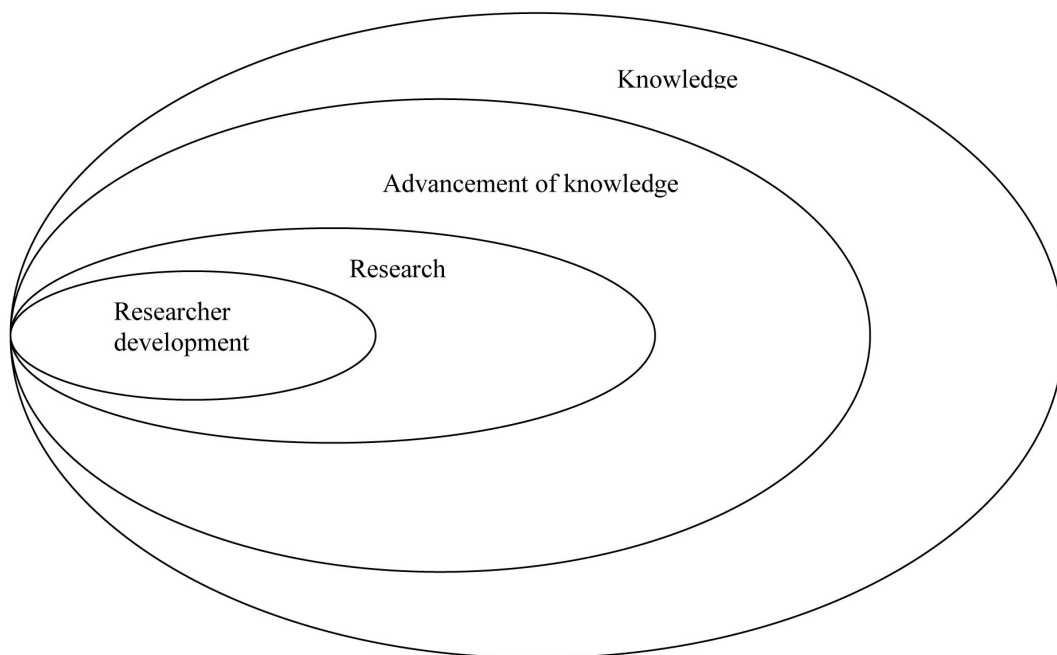 Knowledge
Advancement of knowledge
Research
Researcher
development